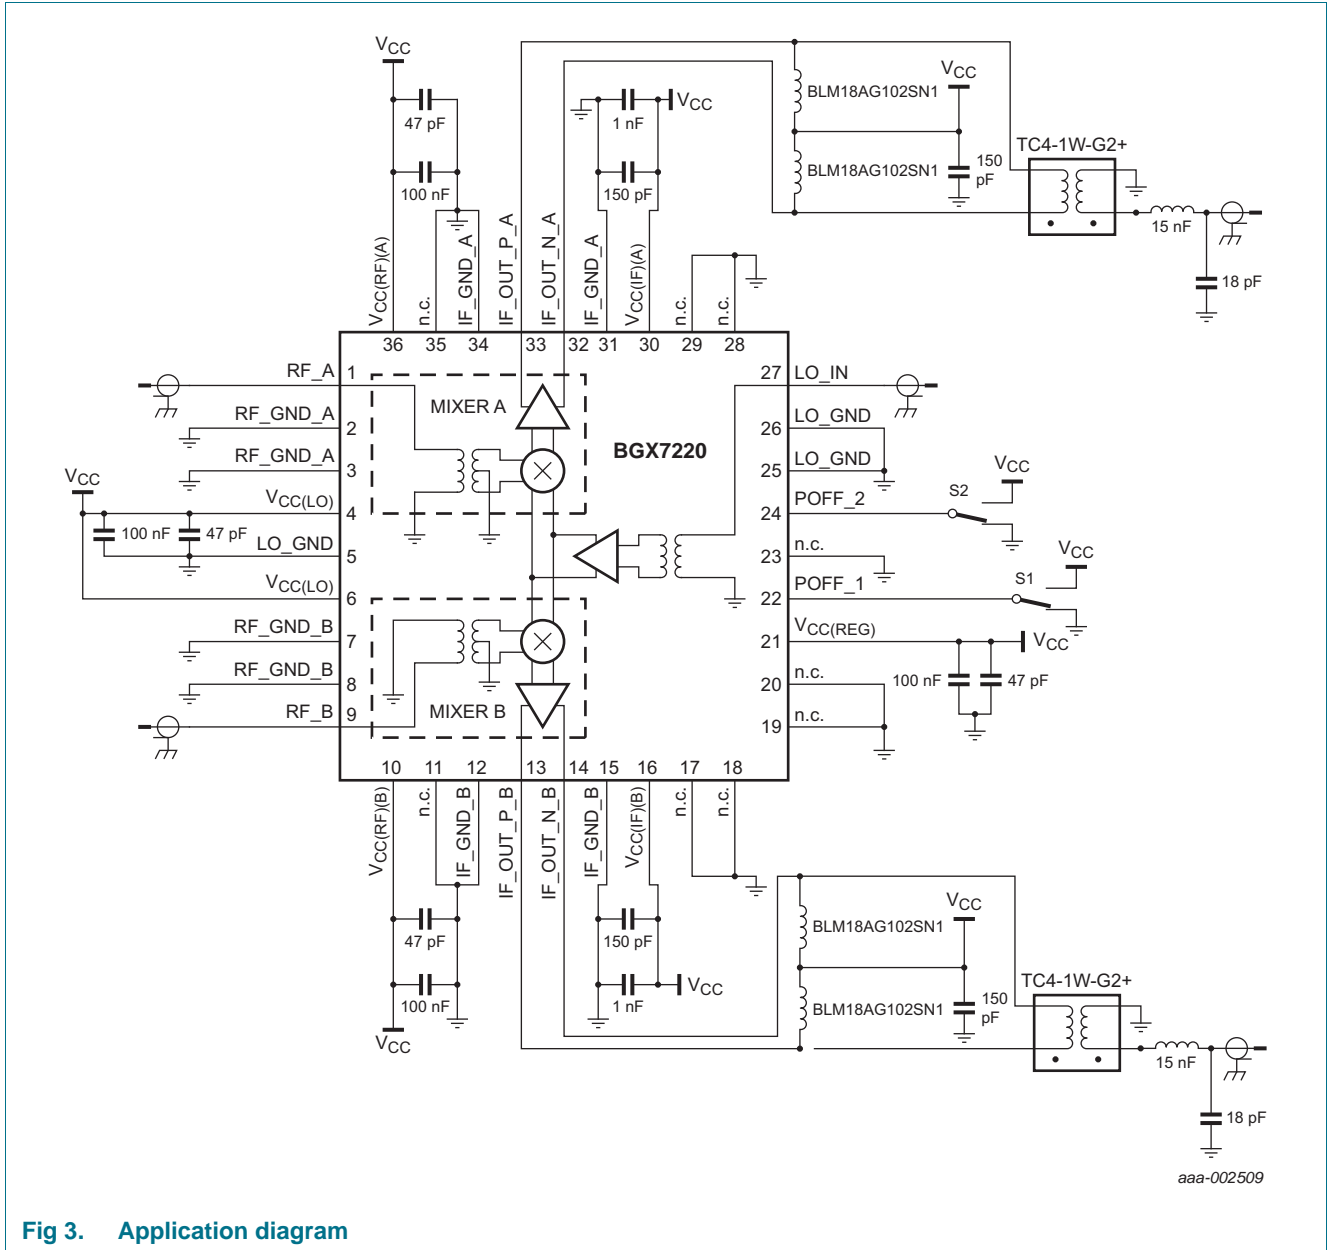 VCC
47 pF
100 nF
VCC(RF)(A)
n.c.
IF_GND_A
IF_OUT_P_A
IF_OUT_N_A
IF_GND_A
VCC(IF)(A)
n.c.
n.c.
1 nF
VCC
150 pF
BLM18AG102SN1
BLM18AG102SN1
VCC
150
pF
TC4-1W-G2+
15 nF
18 pF
36 35 34 33 32 31 30 29 28
RF_A 1
RF_GND_A 2
RF_GND_A 3
VCC
VCC(LO) 4
100 nF 47 pF
LO_GND 5
VCC(LO) 6
RF_GND_B 7
RF_GND_B 8
RF_B 9
MIXER A
BGX7220
MIXER B
27 LO_IN
26 LO_GND
25 LO_GND
24 POFF_2
S2
VCC
23 n.c.
22 POFF_1
S1
VCC
21 VCC(REG)
VCC
100 nF 47 pF
20 n.c.
19 n.c.
10 11 12 13 14 15 16 17 18
VCC(RF)(B)
n.c.
IF_GND_B
IF_OUT_P_B
IF_OUT_N_B
IF_GND_B
VCC(IF)(B)
n.c.
n.c.
47 pF
100 nF
VCC
150 pF
1 nF
VCC
BLM18AG102SN1
BLM18AG102SN1
VCC
150
pF
TC4-1W-G2+
15 nF
18 pF
aaa-002509
Fig 3. Application diagram